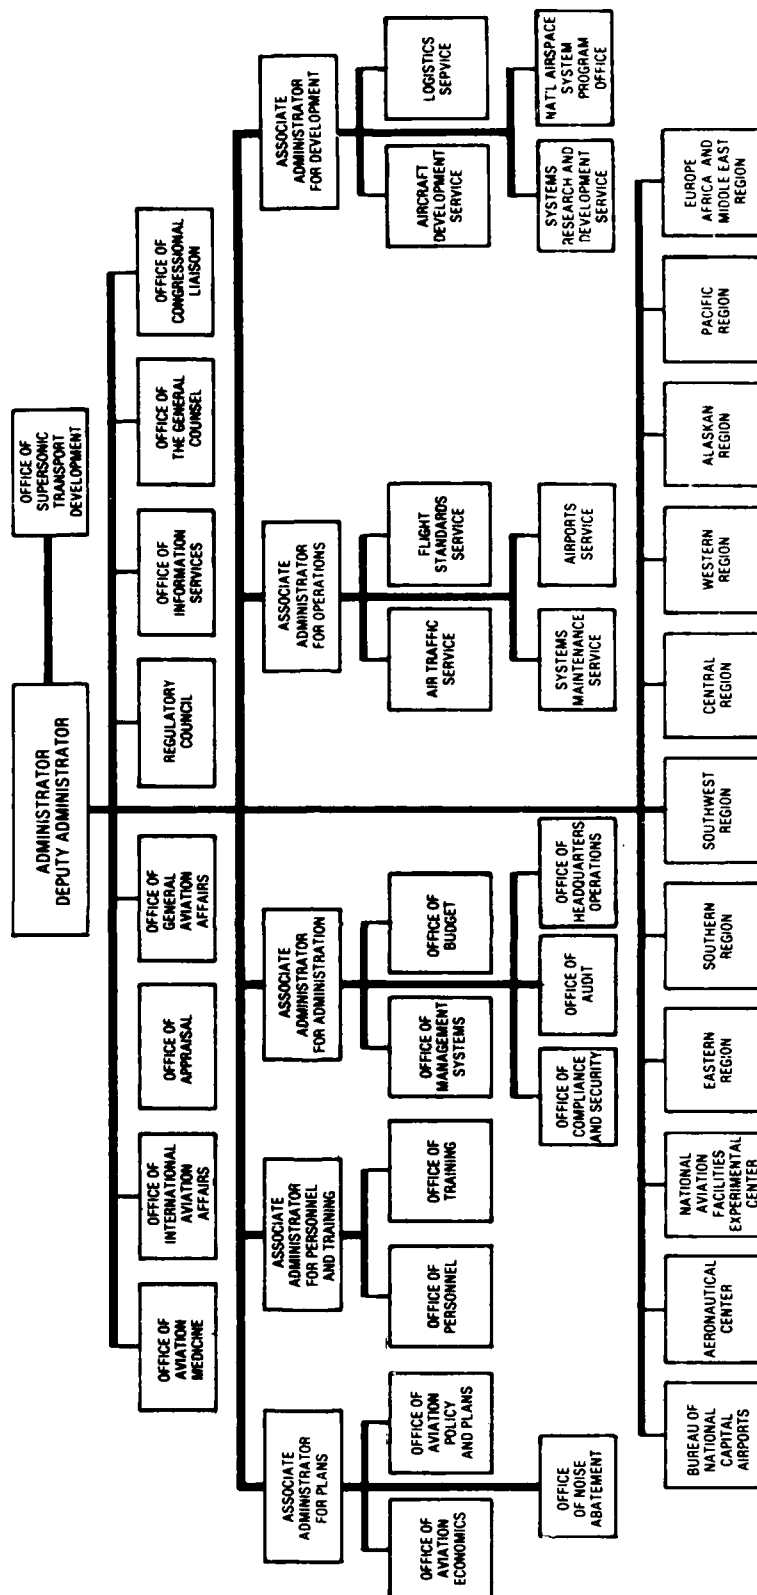 ADMINISTRATOR
DEPUTY ADMINISTRATOR
OFFICE OF
SUPERSONIC
TRANSPORT
DEVELOPMENT
OFFICE OF
AVIATION
MEDICINE
OFFICE OF
INTERNATIONAL
AVIATION
AFFAIRS
OFFICE OF
APPRAISAL
OFFICE OF
GENERAL
AVIATION
AFFAIRS
REGULATORY
COUNCIL
OFFICE OF
INFORMATION
SERVICES
OFFICE OF
THE GENERAL
COUNSEL
OFFICE OF
CONGRESSIONAL
LIAISON
ASSOCIATE
ADMINISTRATOR
FOR PLANS
ASSOCIATE
ADMINISTRATOR
FOR PERSONNEL
AND TRAINING
ASSOCIATE
ADMINISTRATOR
FOR ADMINISTRATION
ASSOCIATE
ADMINISTRATOR
FOR OPERATIONS
ASSOCIATE
ADMINISTRATOR
FOR DEVELOPMENT
OFFICE OF
AVIATION
ECONOMICS
OFFICE OF
AVIATION
POLICY
AND PLANS
OFFICE OF
PERSONNEL
OFFICE OF
TRAINING
OFFICE OF
MANAGEMENT
SYSTEMS
OFFICE OF
BUDGET
AIR TRAFFIC
SERVICE
FLIGHT
STANDARDS
SERVICE
AIRCRAFT
DEVELOPMENT
SERVICE
LOGISTICS
SERVICE
OFFICE
OF NOISE
ABATEMENT
OFFICE OF
COMPLIANCE
AND SECURITY
OFFICE OF
AUDIT
OFFICE OF
HEADQUARTERS
OPERATIONS
SYSTEMS
MAINTENANCE
SERVICE
AIRPORTS
SERVICE
SYSTEMS
RESEARCH AND
DEVELOPMENT
SERVICE
NAT'L AIRSPACE
SYSTEM
PROGRAM
OFFICE
BUREAU OF
NATIONAL
CAPITAL
AIRPORTS
AERONAUTICAL
CENTER
NATIONAL
AVIATION
FACILITIES
EXPERIMENTAL
CENTER
EASTERN
REGION
SOUTHERN
REGION
SOUTHWEST
REGION
CENTRAL
REGION
WESTERN
REGION
ALASKAN
REGION
PACIFIC
REGION
EUROPE
AFRICA AND
MIDDLE EAST
REGION